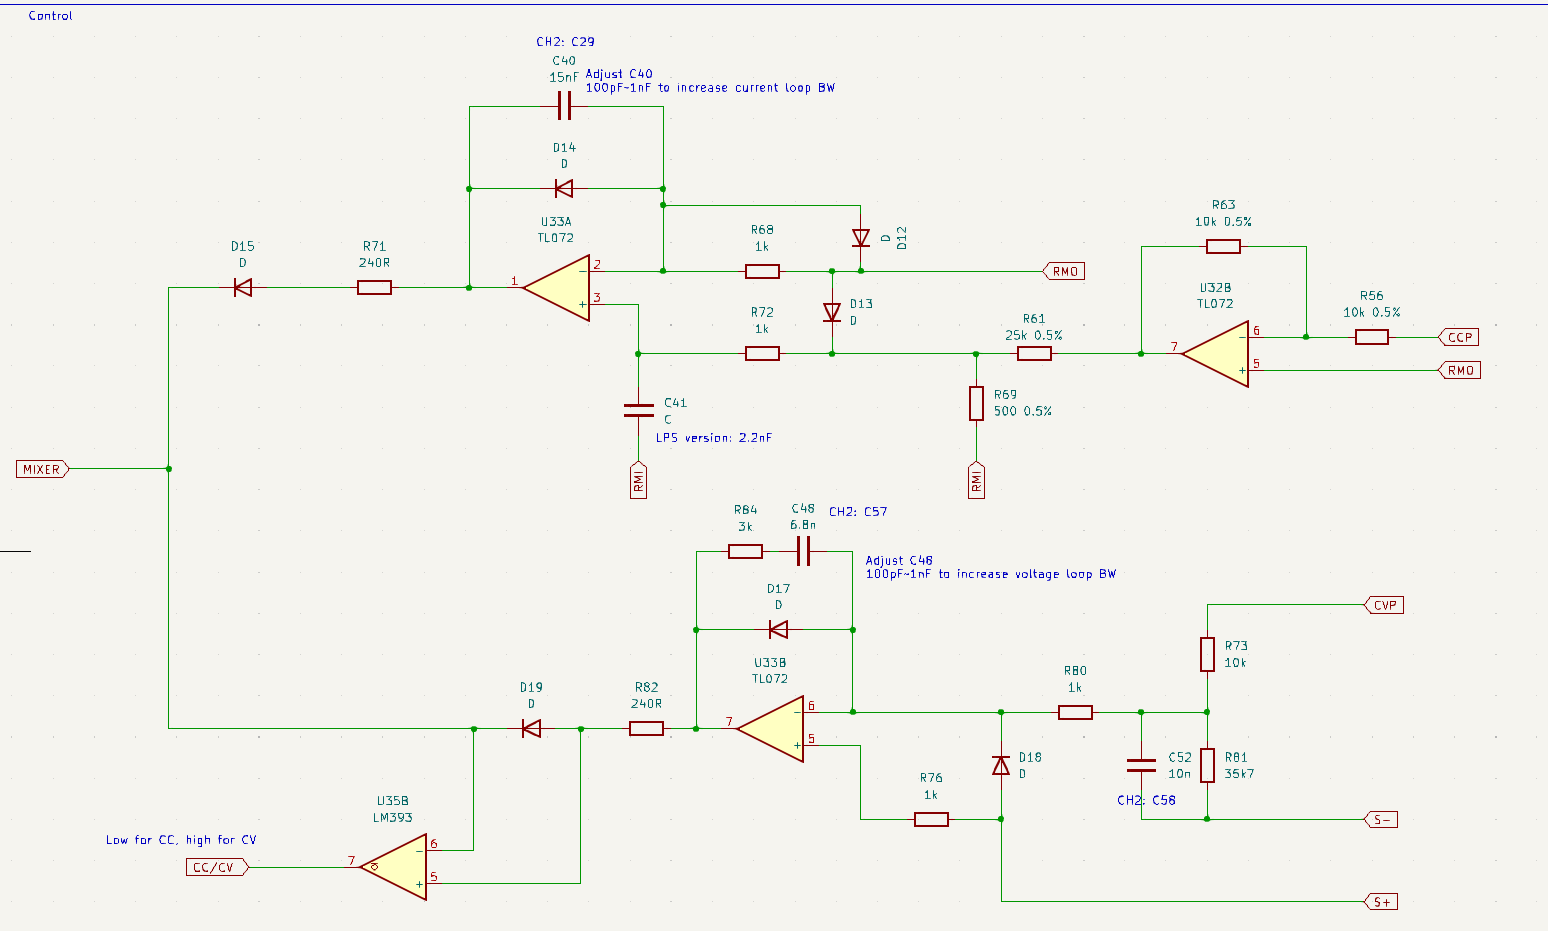 Control
CH2: C29
C40
15nF
Adjust C40
100pF~1nF to increase current loop BW
D14
D
U33A
TL072
1
2
3
−
+
D15
D
R71
240R
R68
1k
D
D12
RMO
D13
D
R72
1k
R61
25k 0.5%
R63
10k 0.5%
U32B
TL072
7
6
5
−
+
R56
10k 0.5%
CCP
RMO
R69
500 0.5%
C41
C
LPS version: 2.2nF
RMI
RMI
MIXER
R84
3k
C48
6.8n
CH2: C57
Adjust C48
100pF~1nF to increase voltage loop BW
D17
D
U33B
TL072
7
6
5
−
+
CVP
R73
10k
R80
1k
D19
D
R82
240R
D18
D
C52
10n
R81
35k7
R76
1k
CH2: C58
S-
U35B
LM393
Low for CC, high for CV
CC/CV
7
6
5
−
+
S+